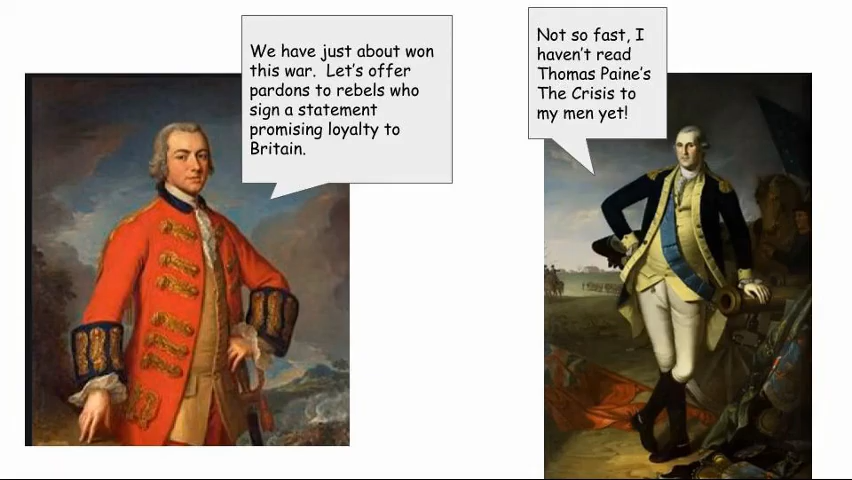 We have just about won
this war. Let's offer
pardons to rebels who
sign a statement
promising loyalty to
Britain.
Not so fast, I
haven't read
Thomas Paine's
The Crisis to
my men yet!